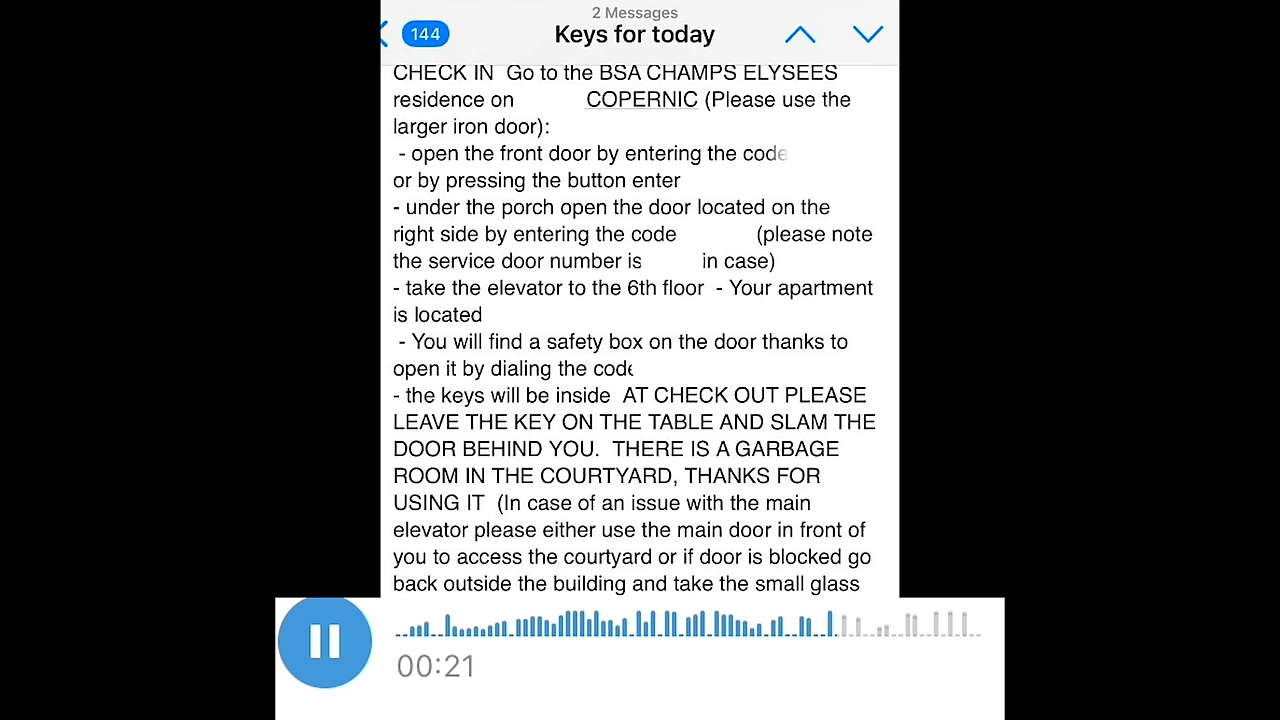 2 Messages
144
Keys for today
CHECK IN Go to the BSA CHAMPS ELYSEES
residence on COPERNIC (Please use the
larger iron door):
- open the front door by entering the code
or by pressing the button enter
- under the porch open the door located on the
right side by entering the code (please note
the service door number is in case)
- take the elevator to the 6th floor - Your apartment
is located
- You will find a safety box on the door thanks to
open it by dialing the code
- the keys will be inside AT CHECK OUT PLEASE
LEAVE THE KEY ON THE TABLE AND SLAM THE
DOOR BEHIND YOU. THERE IS A GARBAGE
ROOM IN THE COURTYARD, THANKS FOR
USING IT (In case of an issue with the main
elevator please either use the main door in front of
you to access the courtyard or if door is blocked go
back outside the building and take the small glass
00:21